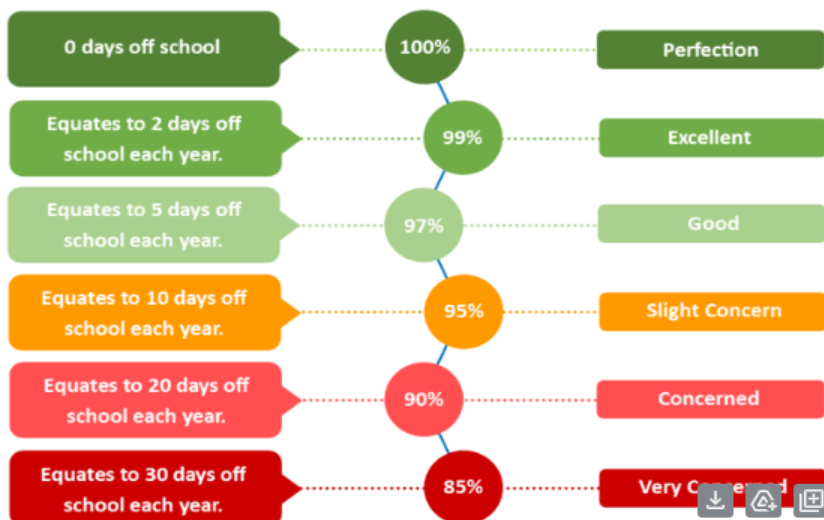 0 days off school
100%
Perfection
Equates to 2 days off
school each year.
99%
Excellent
Equates to 5 days off
school each year.
97%
Good
Equates to 10 days off
school each year.
95%
Slight Concern
Equates to 20 days off
school each year.
90%
Concerned
Equates to 30 days off
school each year.
85%
Very Concerned